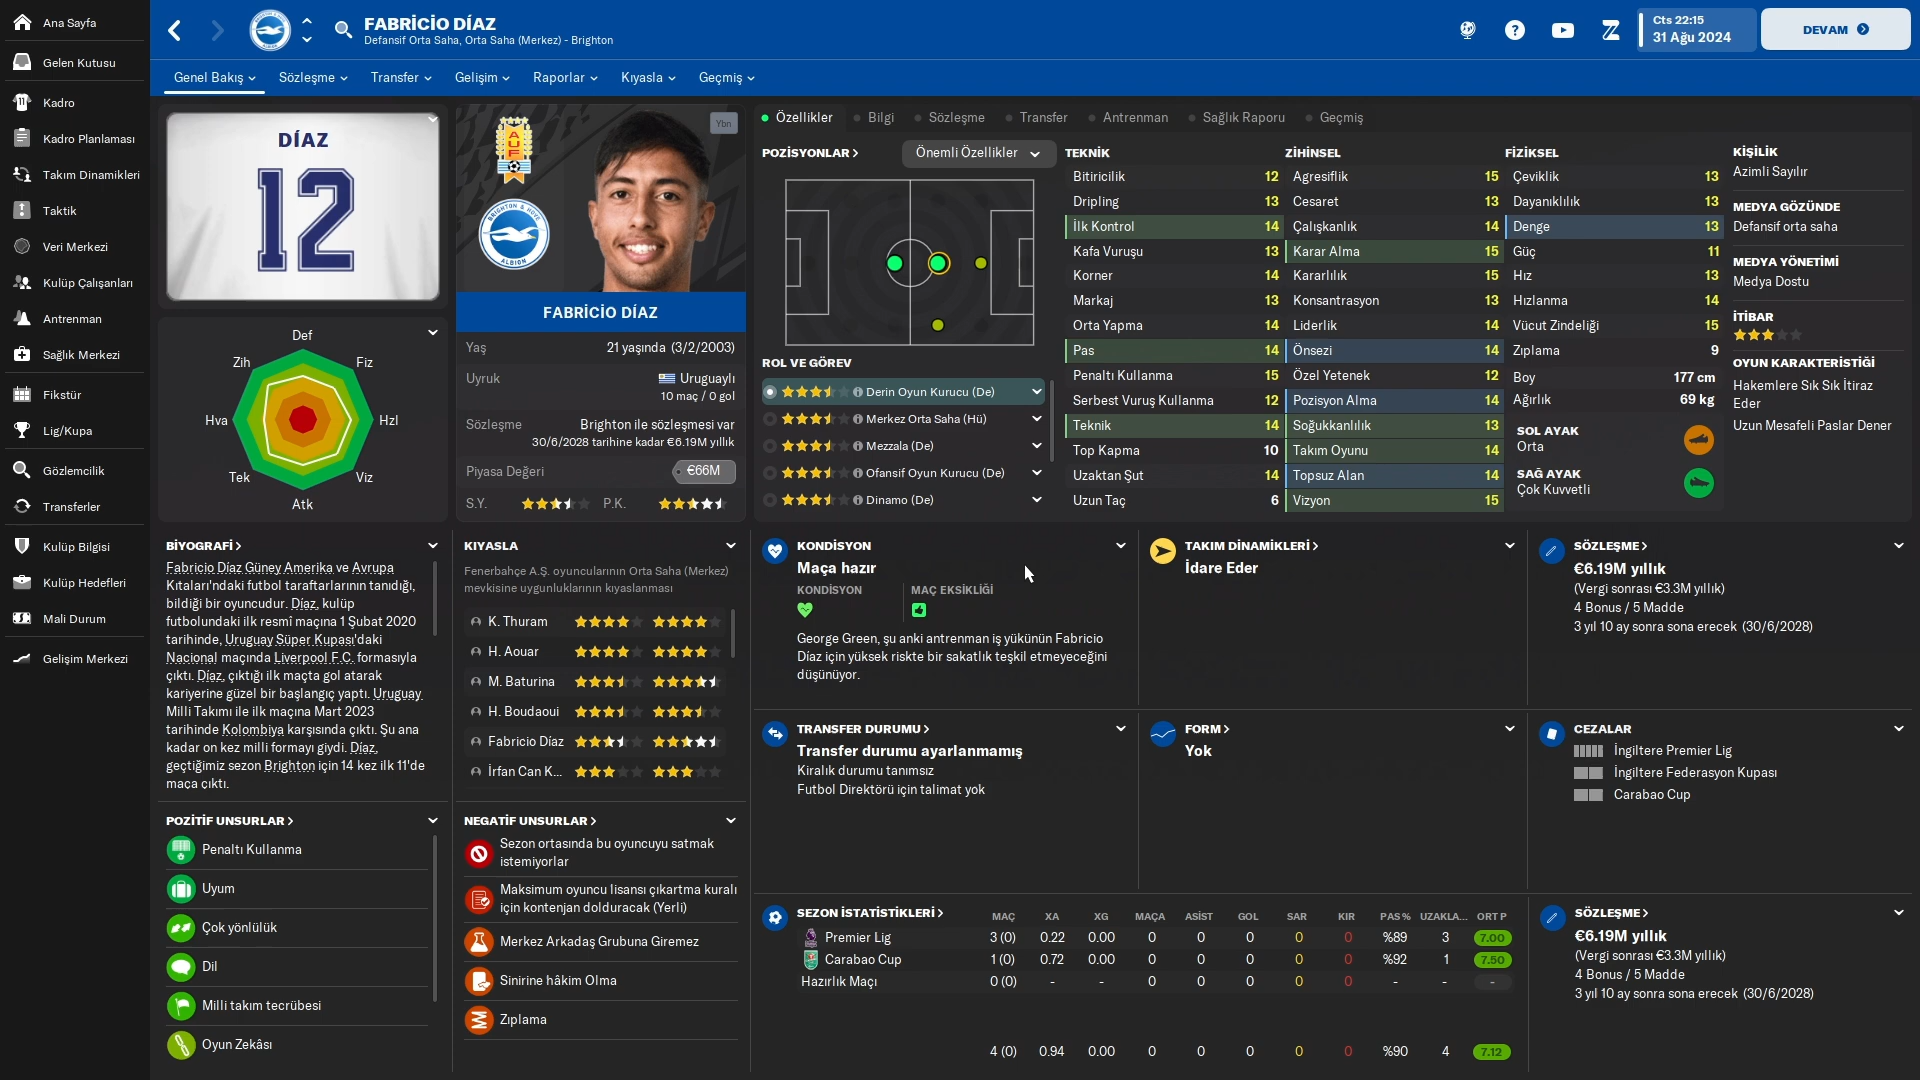 Ana Sayfa
Gelen Kutusu
Kadro
Kadro Planlaması
Takım Dinamikleri
Taktik
Veri Merkezi
Kulüp Çalışanları
Antrenman
Sağlık Merkezi
Fikstür
Lig/Kupa
Gözlemcilik
Transferler
Kulüp Bilgisi
Kulüp Hedefleri
Mali Durum
Gelişim Merkezi
FABRİCİO DÍAZ
Defansif Orta Saha, Orta Saha (Merkez) - Brighton
Cts 22:15
31 Ağu 2024
DEVAM
Genel Bakış
Sözleşme
Transfer
Gelişim
Raporlar
Kıyasla
Geçmiş
DÍAZ
12
Def
Fiz
Hzl
Viz
Atk
Tek
Hva
Zih
AUF
BRIGHTON & HOVE
ALBION
Ybn
FABRİCİO DÍAZ
Yaş 21 yaşında (3/2/2003)
Uyruk Uruguaylı
10 maç / 0 gol
Sözleşme Brighton ile sözleşmesi var
30/6/2028 tarihine kadar €6.19M yıllık
Piyasa Değeri €66M
S.Y. P.K.
Özellikler
Bilgi
Sözleşme
Transfer
Antrenman
Sağlık Raporu
Geçmiş
POZİSYONLAR
Önemli Özellikler
ROL VE GÖREV
Derin Oyun Kurucu (De)
Merkez Orta Saha (Hü)
Mezzala (De)
Ofansif Oyun Kurucu (De)
Dinamo (De)
TEKNİK
Bitiricilik 12
Dripling 13
İlk Kontrol 14
Kafa Vuruşu 13
Korner 14
Markaj 13
Orta Yapma 14
Pas 14
Penaltı Kullanma 15
Serbest Vuruş Kullanma 12
Teknik 14
Top Kapma 10
Uzaktan Şut 14
Uzun Taç 6
ZİHİNSEL
Agresiflik 15
Cesaret 13
Çalışkanlık 14
Karar Alma 15
Kararlılık 15
Konsantrasyon 13
Liderlik 14
Önsezi 14
Özel Yetenek 12
Pozisyon Alma 14
Soğukkanlılık 13
Takım Oyunu 14
Topsuz Alan 14
Vizyon 15
FİZİKSEL
Çeviklik 13
Dayanıklılık 13
Denge 13
Güç 11
Hız 13
Hızlanma 14
Vücut Zindeliği 15
Zıplama 9
Boy 177 cm
Ağırlık 69 kg
SOL AYAK
Orta
SAĞ AYAK
Çok Kuvvetli
KİŞİLİK
Azimli Sayılır
MEDYA GÖZÜNDE
Defansif orta saha
MEDYA YÖNETİMİ
Medya Dostu
İTİBAR
OYUN KARAKTERİSTİĞİ
Hakemlere Sık Sık İtiraz
Eder
Uzun Mesafeli Paslar Dener
BİYOGRAFİ
Fabricio Díaz Güney Amerika ve Avrupa
Kıtaları'ndaki futbol taraftarlarının tanıdığı,
bildiği bir oyuncudur. Díaz, kulüp
futbolundaki ilk resmî maçına 1 Şubat 2020
tarihinde, Uruguay Süper Kupası'daki
Nacional maçında Liverpool F.C. formasıyla
çıktı. Díaz, çıktığı ilk maçta gol atarak
kariyerine güzel bir başlangıç yaptı. Uruguay
Milli Takımı ile ilk maçına Mart 2023
tarihinde Kolombiya karşısında çıktı. Şu ana
kadar on kez milli formayı giydi. Díaz,
geçtiğimiz sezon Brighton için 14 kez ilk 11'de
maça çıktı.
KIYASLA
Fenerbahçe A.Ş. oyuncularının Orta Saha (Merkez)
mevkisine uygunluklarının kıyaslanması
K. Thuram
H. Aouar
M. Baturina
H. Boudaoui
Fabricio Díaz
İrfan Can K...
KONDİSYON
Maça hazır
KONDİSYON MAÇ EKSİKLİĞİ
George Green, şu anki antrenman iş yükünün Fabricio
Díaz için yüksek riskte bir sakatlık teşkil etmeyeceğini
düşünüyor.
TAKIM DİNAMİKLERİ
İdare Eder
SÖZLEŞME
€6.19M yıllık
(Vergi sonrası €3.3M yıllık)
4 Bonus / 5 Madde
3 yıl 10 ay sonra sona erecek (30/6/2028)
TRANSFER DURUMU
Transfer durumu ayarlanmamış
Kiralık durumu tanımsız
Futbol Direktörü için talimat yok
FORM
Yok
CEZALAR
İngiltere Premier Lig
İngiltere Federasyon Kupası
Carabao Cup
POZİTİF UNSURLAR
Penaltı Kullanma
Uyum
Çok yönlülük
Dil
Milli takım tecrübesi
Oyun Zekâsı
NEGATİF UNSURLAR
Sezon ortasında bu oyuncuyu satmak
istemiyorlar
Maksimum oyuncu lisansı çıkartma kuralı
için kontenjan dolduracak (Yerli)
Merkez Arkadaş Grubuna Giremez
Sinirine hâkim Olma
Zıplama
SEZON İSTATİSTİKLERİ MAÇ XA XG MAÇA ASİST GOL SAR KIR PAS % UZAKLA... ORT P
Premier Lig 3 (0) 0.22 0.00 0 0 0 0 0 %89 3 7.00
Carabao Cup 1 (0) 0.72 0.00 0 0 0 0 0 %92 1 7.50
Hazırlık Maçı 0 (0) - - 0 0 0 0 0 - - -
4 (0) 0.94 0.00 0 0 0 0 0 %90 4 7.12
SÖZLEŞME
€6.19M yıllık
(Vergi sonrası €3.3M yıllık)
4 Bonus / 5 Madde
3 yıl 10 ay sonra sona erecek (30/6/2028)